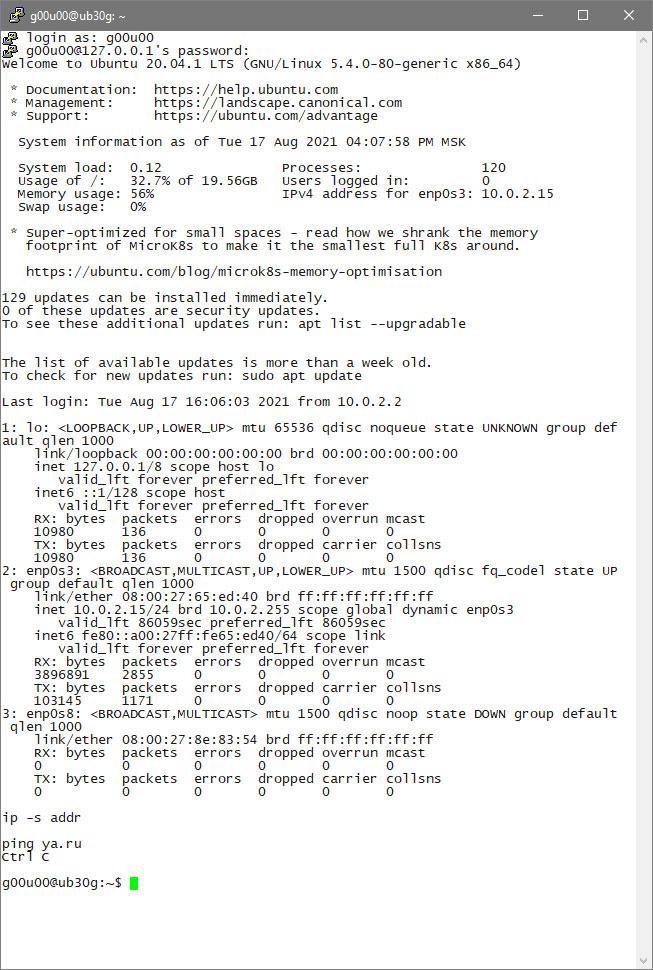 g00u00@ub30g: ~
login as: g00u00
g00u00@127.0.0.1's password:
Welcome to Ubuntu 20.04.1 LTS (GNU/Linux 5.4.0-80-generic x86_64)
* Documentation:  https://help.ubuntu.com
* Management:     https://landscape.canonical.com
* Support:        https://ubuntu.com/advantage
System information as of Tue 17 Aug 2021 04:07:58 PM MSK
System load:  0.12               Processes:               120
Usage of /:   32.7% of 19.56GB   Users logged in:         0
Memory usage: 56%                IPv4 address for enp0s3: 10.0.2.15
Swap usage:   0%
* Super-optimized for small spaces - read how we shrank the memory
footprint of MicroK8s to make it the smallest full K8s around.
https://ubuntu.com/blog/microk8s-memory-optimisation
129 updates can be installed immediately.
0 of these updates are security updates.
To see these additional updates run: apt list --upgradable
The list of available updates is more than a week old.
To check for new updates run: sudo apt update
Last login: Tue Aug 17 16:06:03 2021 from 10.0.2.2
1: lo: <LOOPBACK,UP,LOWER_UP> mtu 65536 qdisc noqueue state UNKNOWN group def
ault qlen 1000
link/loopback 00:00:00:00:00:00 brd 00:00:00:00:00:00
inet 127.0.0.1/8 scope host lo
valid_lft forever preferred_lft forever
inet6 ::1/128 scope host
valid_lft forever preferred_lft forever
RX: bytes  packets  errors  dropped overrun mcast
10980      136      0       0       0       0
TX: bytes  packets  errors  dropped carrier collsns
10980      136      0       0       0       0
2: enp0s3: <BROADCAST,MULTICAST,UP,LOWER_UP> mtu 1500 qdisc fq_codel state UP
group default qlen 1000
link/ether 08:00:27:65:ed:40 brd ff:ff:ff:ff:ff:ff
inet 10.0.2.15/24 brd 10.0.2.255 scope global dynamic enp0s3
valid_lft 86059sec preferred_lft 86059sec
inet6 fe80::a00:27ff:fe65:ed40/64 scope link
valid_lft forever preferred_lft forever
RX: bytes  packets  errors  dropped overrun mcast
3896891    2855     0       0       0       0
TX: bytes  packets  errors  dropped carrier collsns
103145     1171     0       0       0       0
3: enp0s8: <BROADCAST,MULTICAST> mtu 1500 qdisc noop state DOWN group default
qlen 1000
link/ether 08:00:27:8e:83:54 brd ff:ff:ff:ff:ff:ff
RX: bytes  packets  errors  dropped overrun mcast
0          0        0       0       0       0
TX: bytes  packets  errors  dropped carrier collsns
0          0        0       0       0       0
ip -s addr
ping ya.ru
Ctrl C
g00u00@ub30g:~$